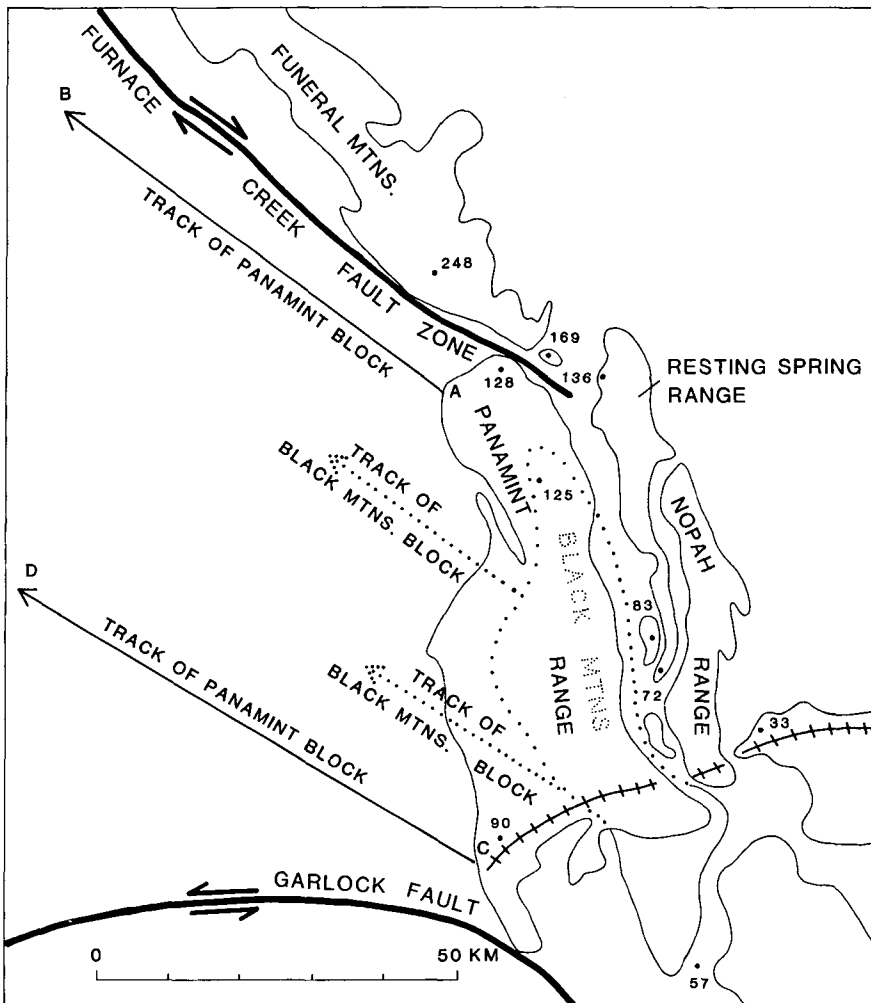 FURNACE
CREEK
FAULT
ZONE
FUNERAL MTNS.
B
TRACK OF PANAMINT BLOCK
248
169
136
128
A
RESTING SPRING
RANGE
PANAMINT
RANGE
125
TRACK OF
BLACK MTNS. BLOCK
BLACK MTNS
NOPAH
RANGE
D
TRACK OF PANAMINT BLOCK
83
72
33
TRACK OF
BLACK MTNS. BLOCK
90
C
GARLOCK FAULT
0 50 KM
57